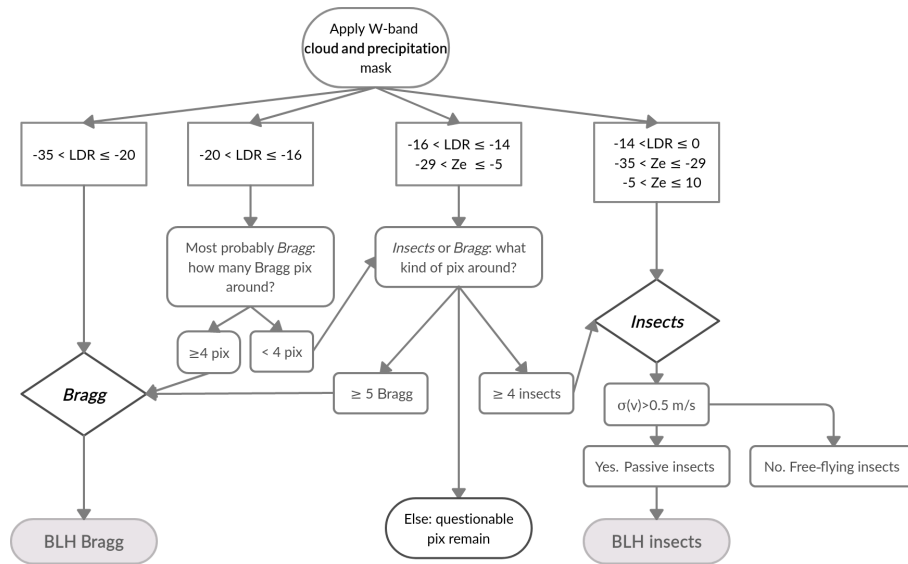 Apply W-band
cloud and precipitation
mask
-35 < LDR ≤ -20
-20 < LDR ≤ -16
-16 < LDR ≤ -14
-29 < Ze ≤ -5
-14 <LDR ≤ 0
-35 < Ze ≤ -29
-5 < Ze ≤ 10
Most probably Bragg:
how many Bragg pix
around?
Insects or Bragg: what
kind of pix around?
≥4 pix
< 4 pix
Insects
Bragg
≥ 5 Bragg
≥ 4 insects
σ(v)>0.5 m/s
Yes. Passive insects
No. Free-flying insects
Else: questionable
pix remain
BLH Bragg
BLH insects